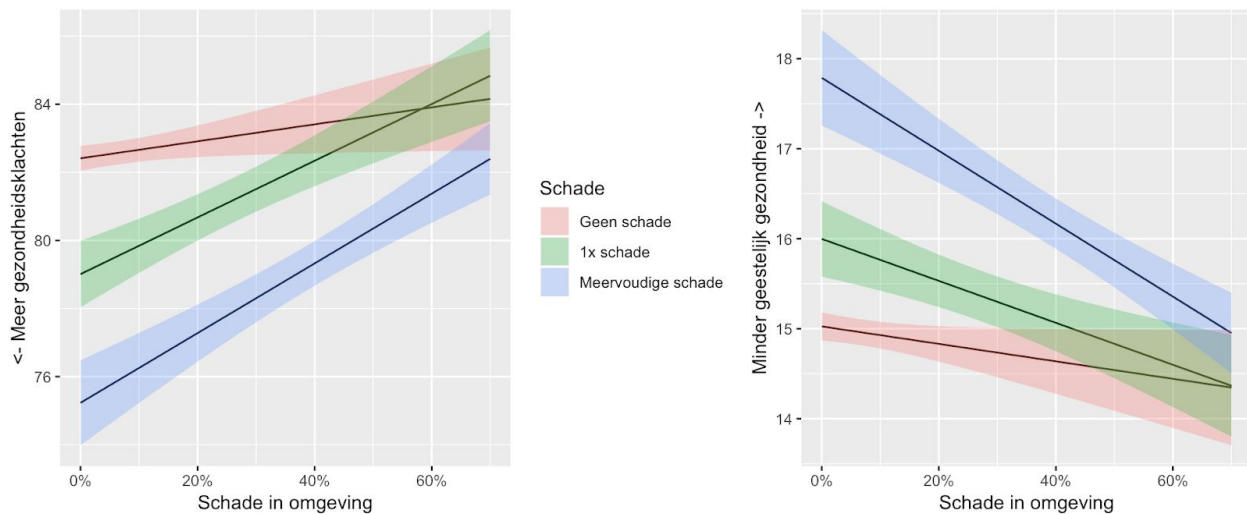 <- Meer gezondheidsklachten
84
80
76
0%
20%
40%
60%
Schade in omgeving
Schade
Geen schade
1x schade
Meervoudige schade
Minder geestelijk gezondheid ->
18
17
16
15
14
0%
20%
40%
60%
Schade in omgeving